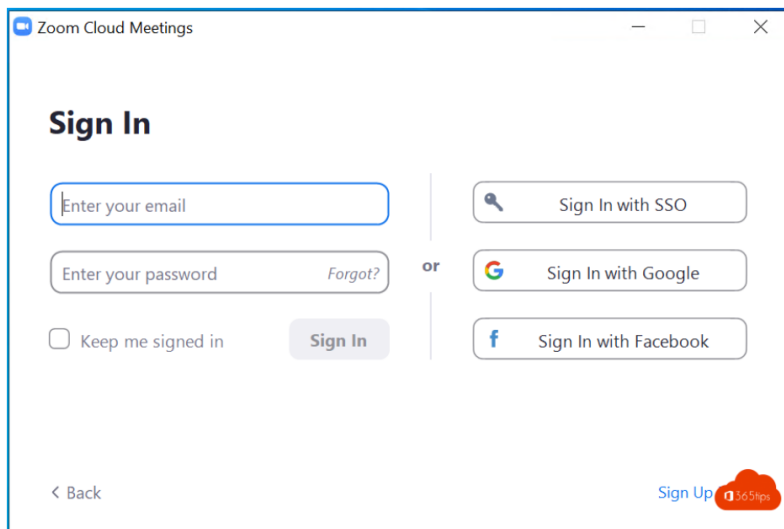 Zoom Cloud Meetings
Sign In
Enter your email
Enter your password Forgot?
Keep me signed in Sign In
or
Sign In with SSO
Sign In with Google
Sign In with Facebook
Back
Sign Up
365tips